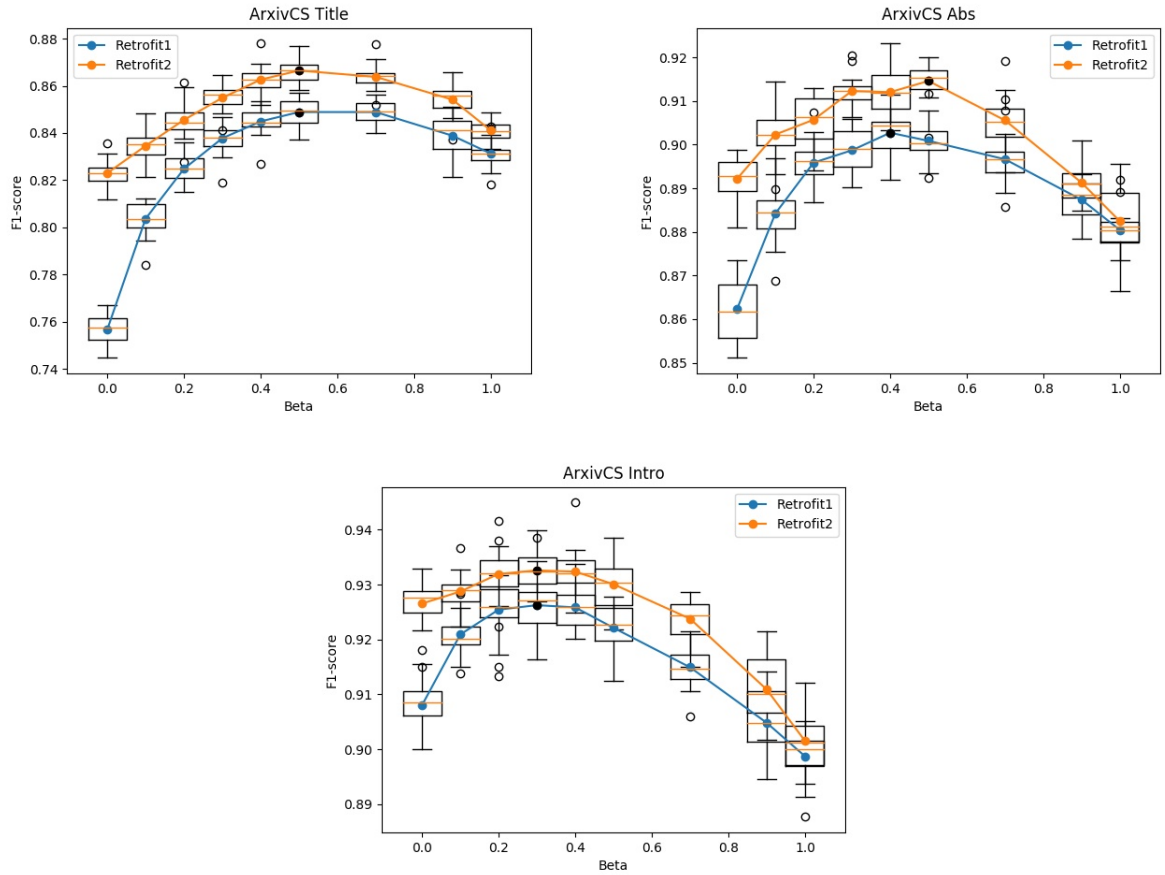 ArxivCS Title
Retrofit1
Retrofit2
0.88
0.86
0.84
0.82
0.80
0.78
0.76
0.74
F1-score
0.0 0.2 0.4 0.6 0.8 1.0
Beta
ArxivCS Abs
Retrofit1
Retrofit2
0.92
0.91
0.90
0.89
0.88
0.87
0.86
0.85
F1-score
0.0 0.2 0.4 0.6 0.8 1.0
Beta
ArxivCS Intro
Retrofit1
Retrofit2
0.94
0.93
0.92
0.91
0.90
0.89
F1-score
0.0 0.2 0.4 0.6 0.8 1.0
Beta